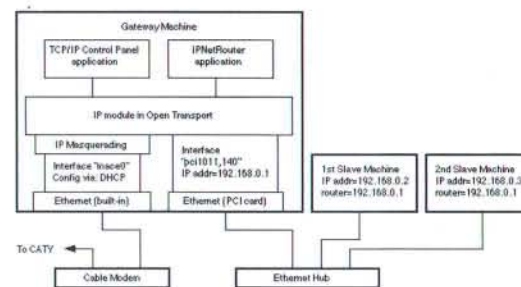 Gateway Machine
TCP/IP Control Panel
application
IPNetRouter
application
IP module in Open Transport
IP Masquerading
Interface
"pci1011,140"
IP addr=192.168.0.1
Interface "mace0"
Config via: DHCP
Ethernet (built-in)
Ethernet (PCI card)
1st Slave Machine
IP addr=192.168.0.2
router=192.168.0.1
2nd Slave Machine
IP addr=192.168.0.3
router=192.168.0.1
To CATV
Cable Modem
Ethernet Hub